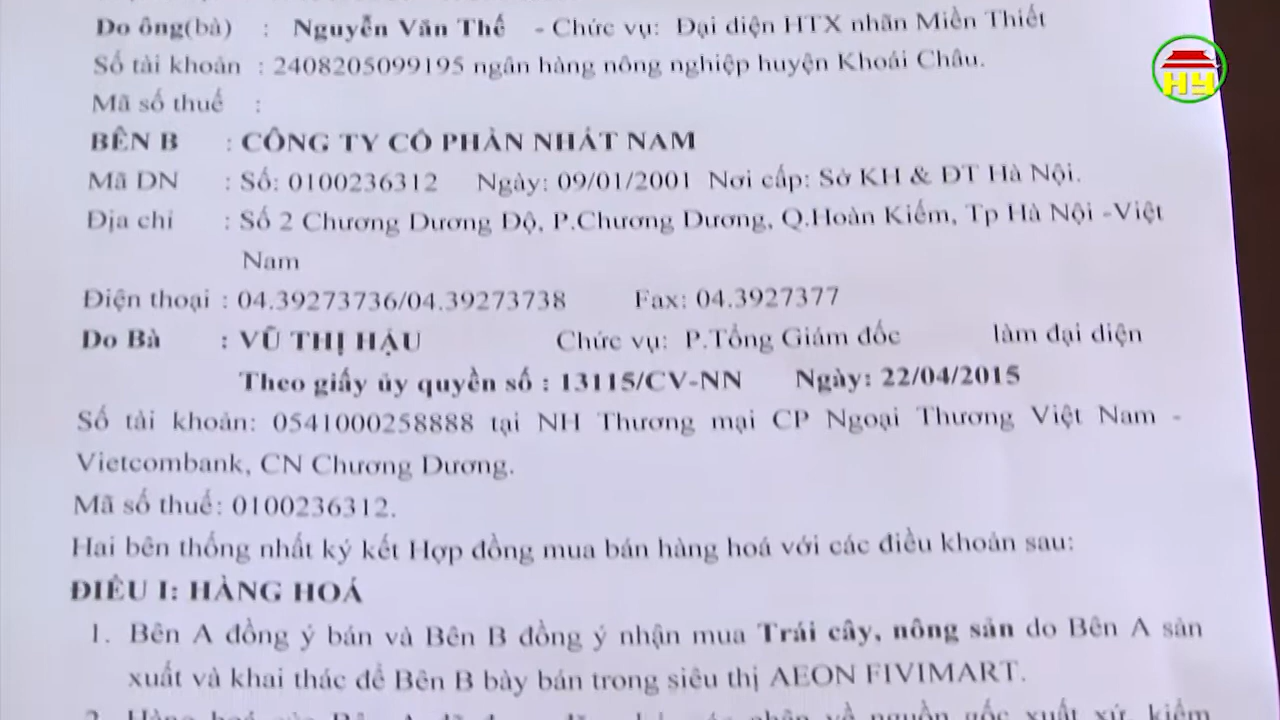 Do ông(bà) : Nguyễn Văn Thế - Chức vụ: Đại diện HTX nhãn Miền Thiết
Số tài khoản : 2408205099195 ngân hàng nông nghiệp huyện Khoái Châu.
Mã số thuế :
BÊN B : CÔNG TY CỔ PHẦN NHẤT NAM
Mã DN : Số: 0100236312 Ngày: 09/01/2001 Nơi cấp: Sở KH & ĐT Hà Nội.
Địa chỉ : Số 2 Chương Dương Độ, P.Chương Dương, Q.Hoàn Kiếm, Tp Hà Nội -Việt
Nam
Điện thoại : 04.39273736/04.39273738 Fax: 04.3927377
Do Bà : VŨ THỊ HẬU Chức vụ: P.Tổng Giám đốc làm đại diện
Theo giấy ủy quyền số : 13115/CV-NN Ngày: 22/04/2015
Số tài khoản: 0541000258888 tại NH Thương mại CP Ngoại Thương Việt Nam -
Vietcombank, CN Chương Dương.
Mã số thuế: 0100236312.
Hai bên thống nhất ký kết Hợp đồng mua bán hàng hoá với các điều khoản sau:
ĐIỀU I: HÀNG HOÁ
1. Bên A đồng ý bán và Bên B đồng ý nhận mua Trái cây, nông sản do Bên A sản
xuất và khai thác để Bên B bày bán trong siêu thị AEON FIVIMART.
HY